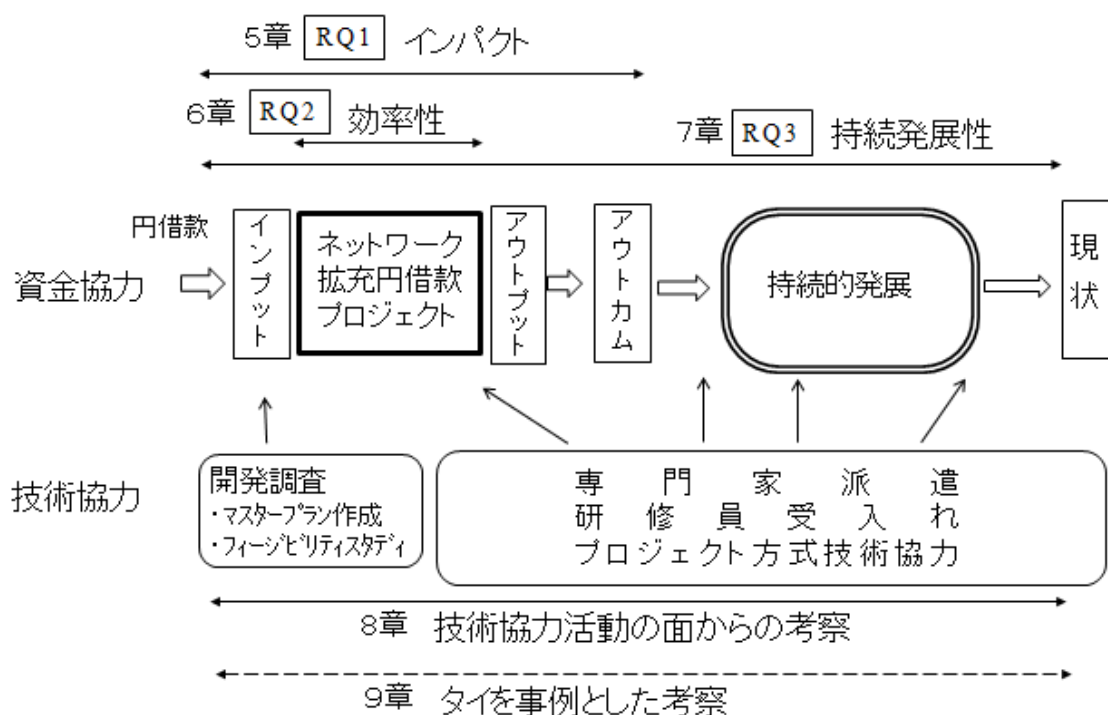 5章 RQ1 インパクト
6章 RQ2 効率性
7章 RQ3 持続発展性
円借款
資金協力
インプット
ネットワーク
拡充円借款
プロジェクト
アウトプット
アウトカム
持続的発展
現状
技術協力
開発調査
・マスタープラン作成
・フィージビリティスタディ
専門家派遣
研修員受入れ
プロジェクト方式技術協力
8章 技術協力活動の面からの考察
9章 タイを事例とした考察